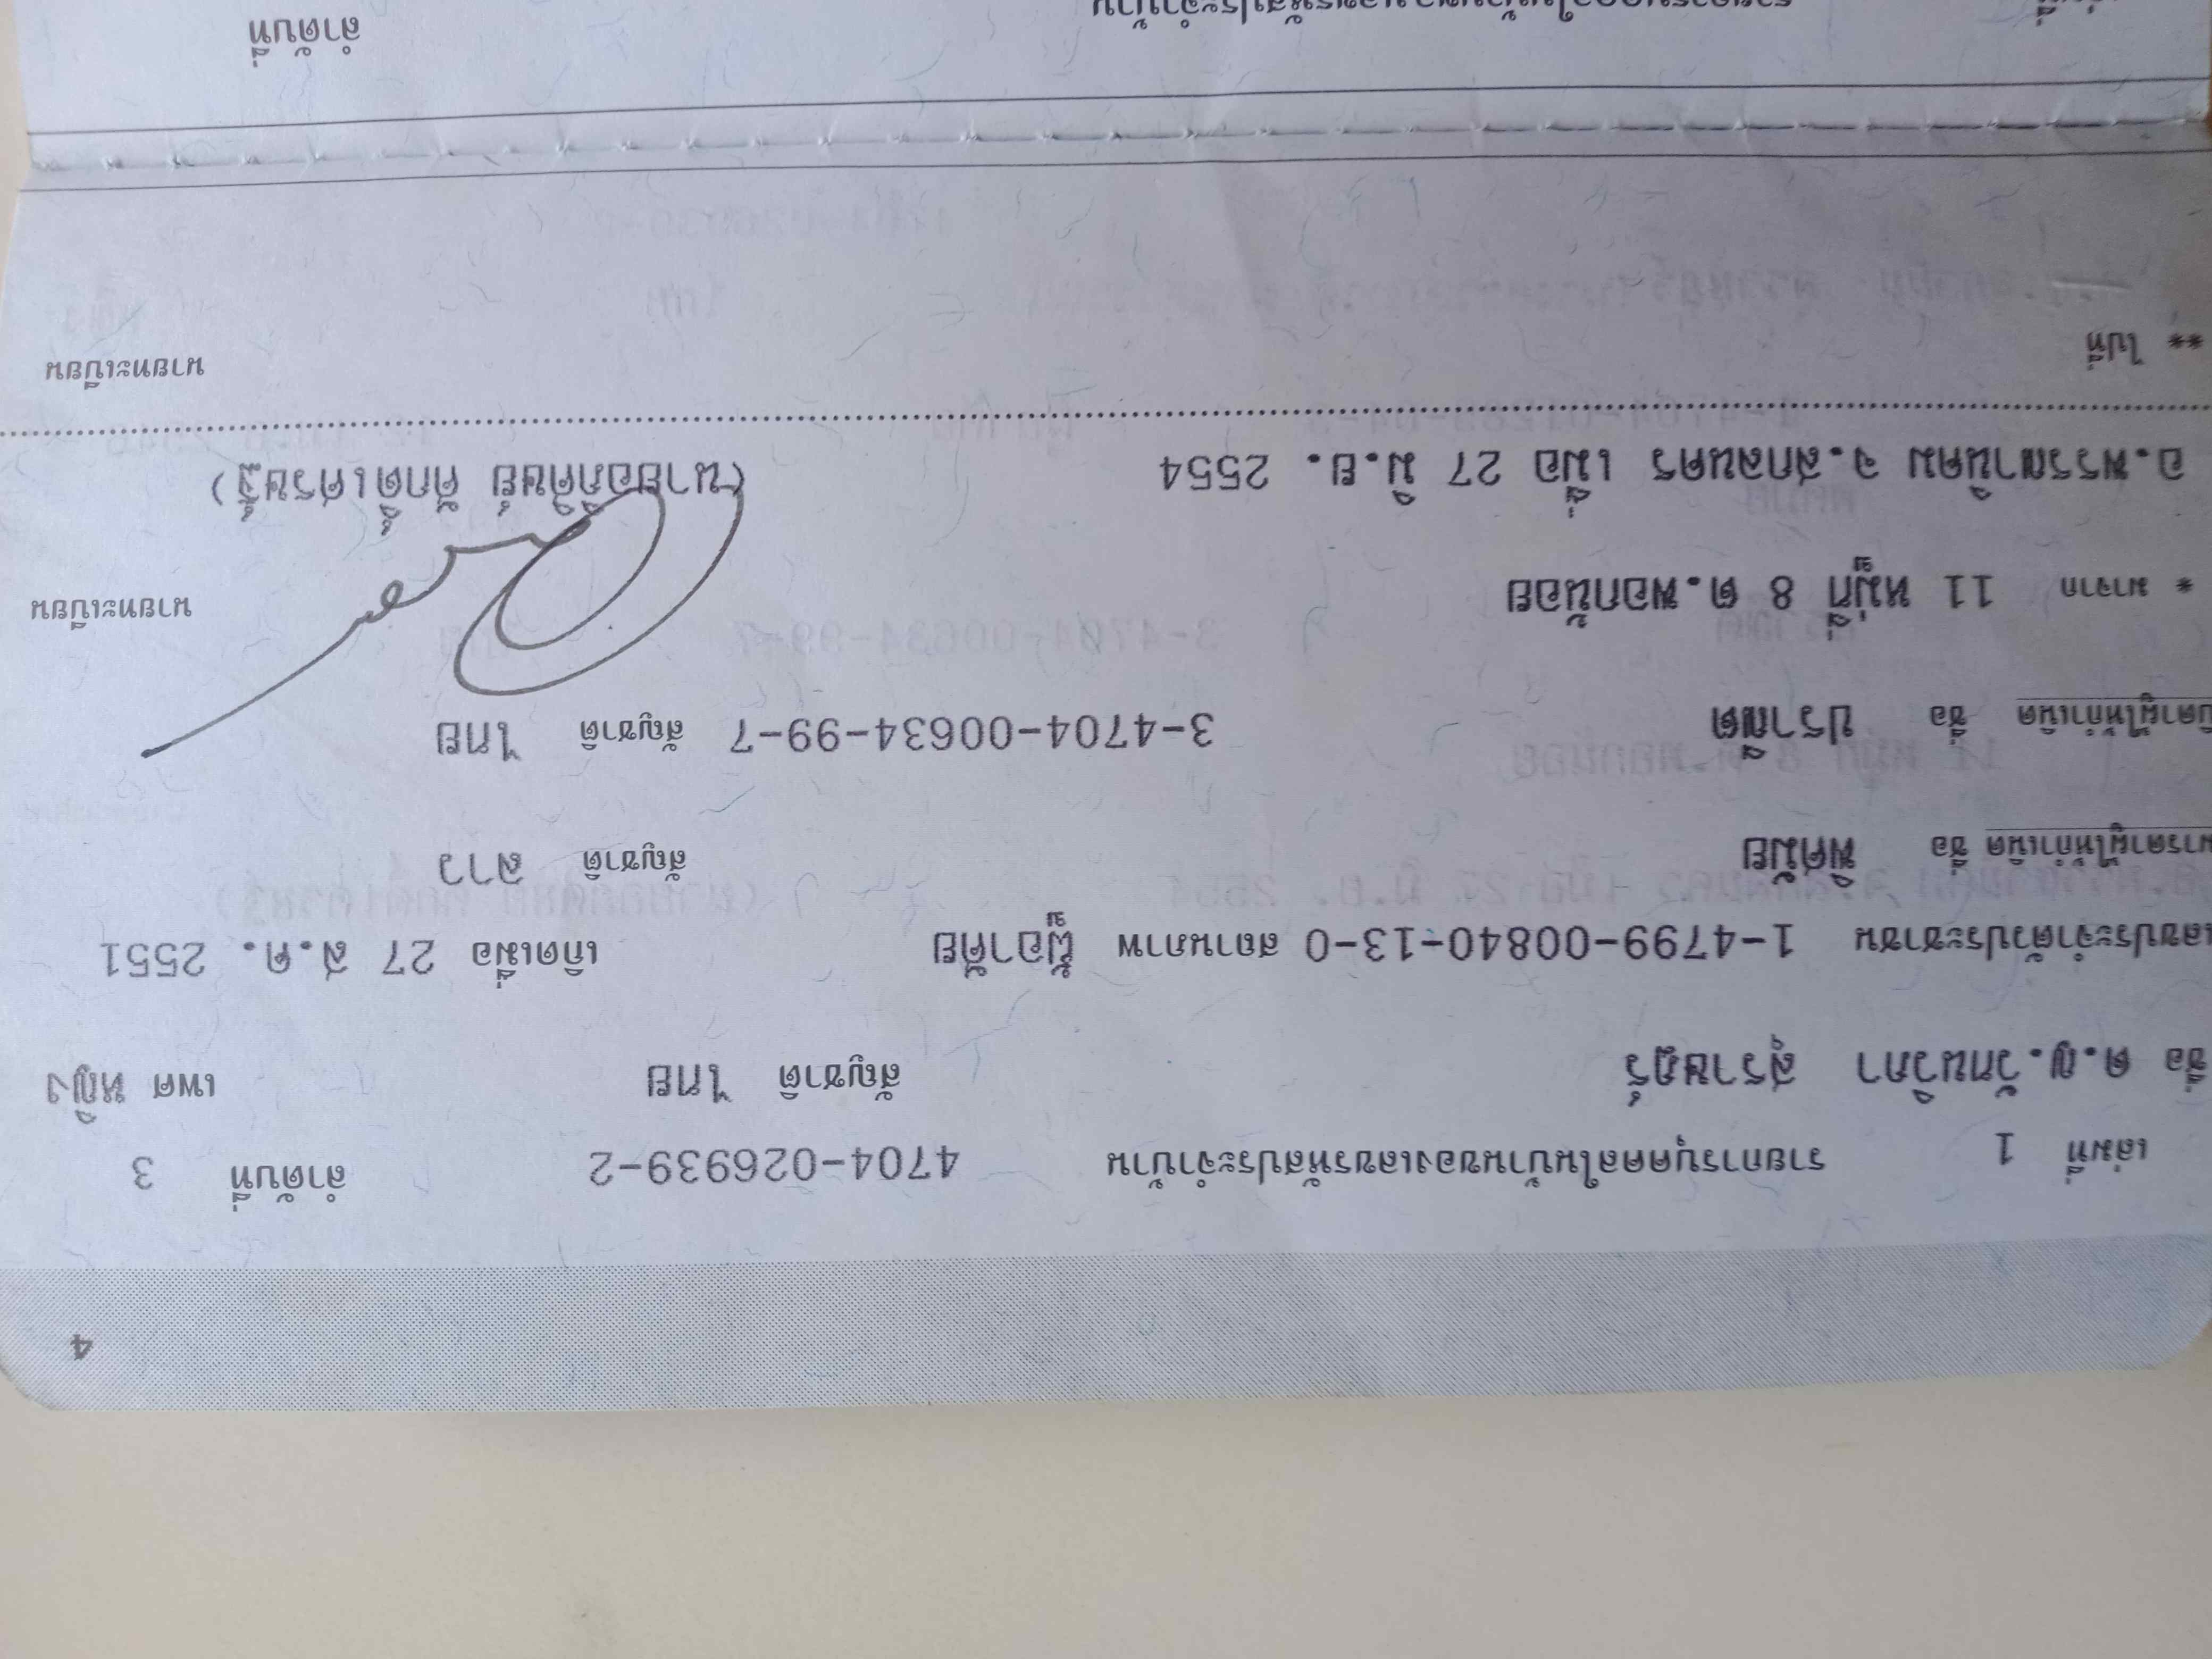 4
เล่มที่ 1 รายการบุคคลในบ้านของเลขรหัสประจำบ้าน 4704-026939-2 ลำดับที่ 3
ชื่อ ด.ญ.วักนวิภา สุราษฎร์ สัญชาติ ไทย เพศ หญิง
เลขประจำตัวประชาชน 1-4799-00840-13-0 สถานภาพ ผู้อาศัย เกิดเมื่อ 27 ส.ค. 2551
มารดาผู้ให้กำเนิด ชื่อ พิศมัย สัญชาติ ลาว
บิดาผู้ให้กำเนิด ชื่อ ปราณีต 3-4704-00634-99-7 สัญชาติ ไทย
* มาจาก 11 หมู่ที่ 8 ต.พอกน้อย
นายทะเบียน
อ.พรรณานิคม จ.สกลนคร เมื่อ 27 มิ.ย. 2554 (นายอภิศักย์ ศักดิ์เศรษฐ์)
** ไปที่
นายทะเบียน
ลำดับที่